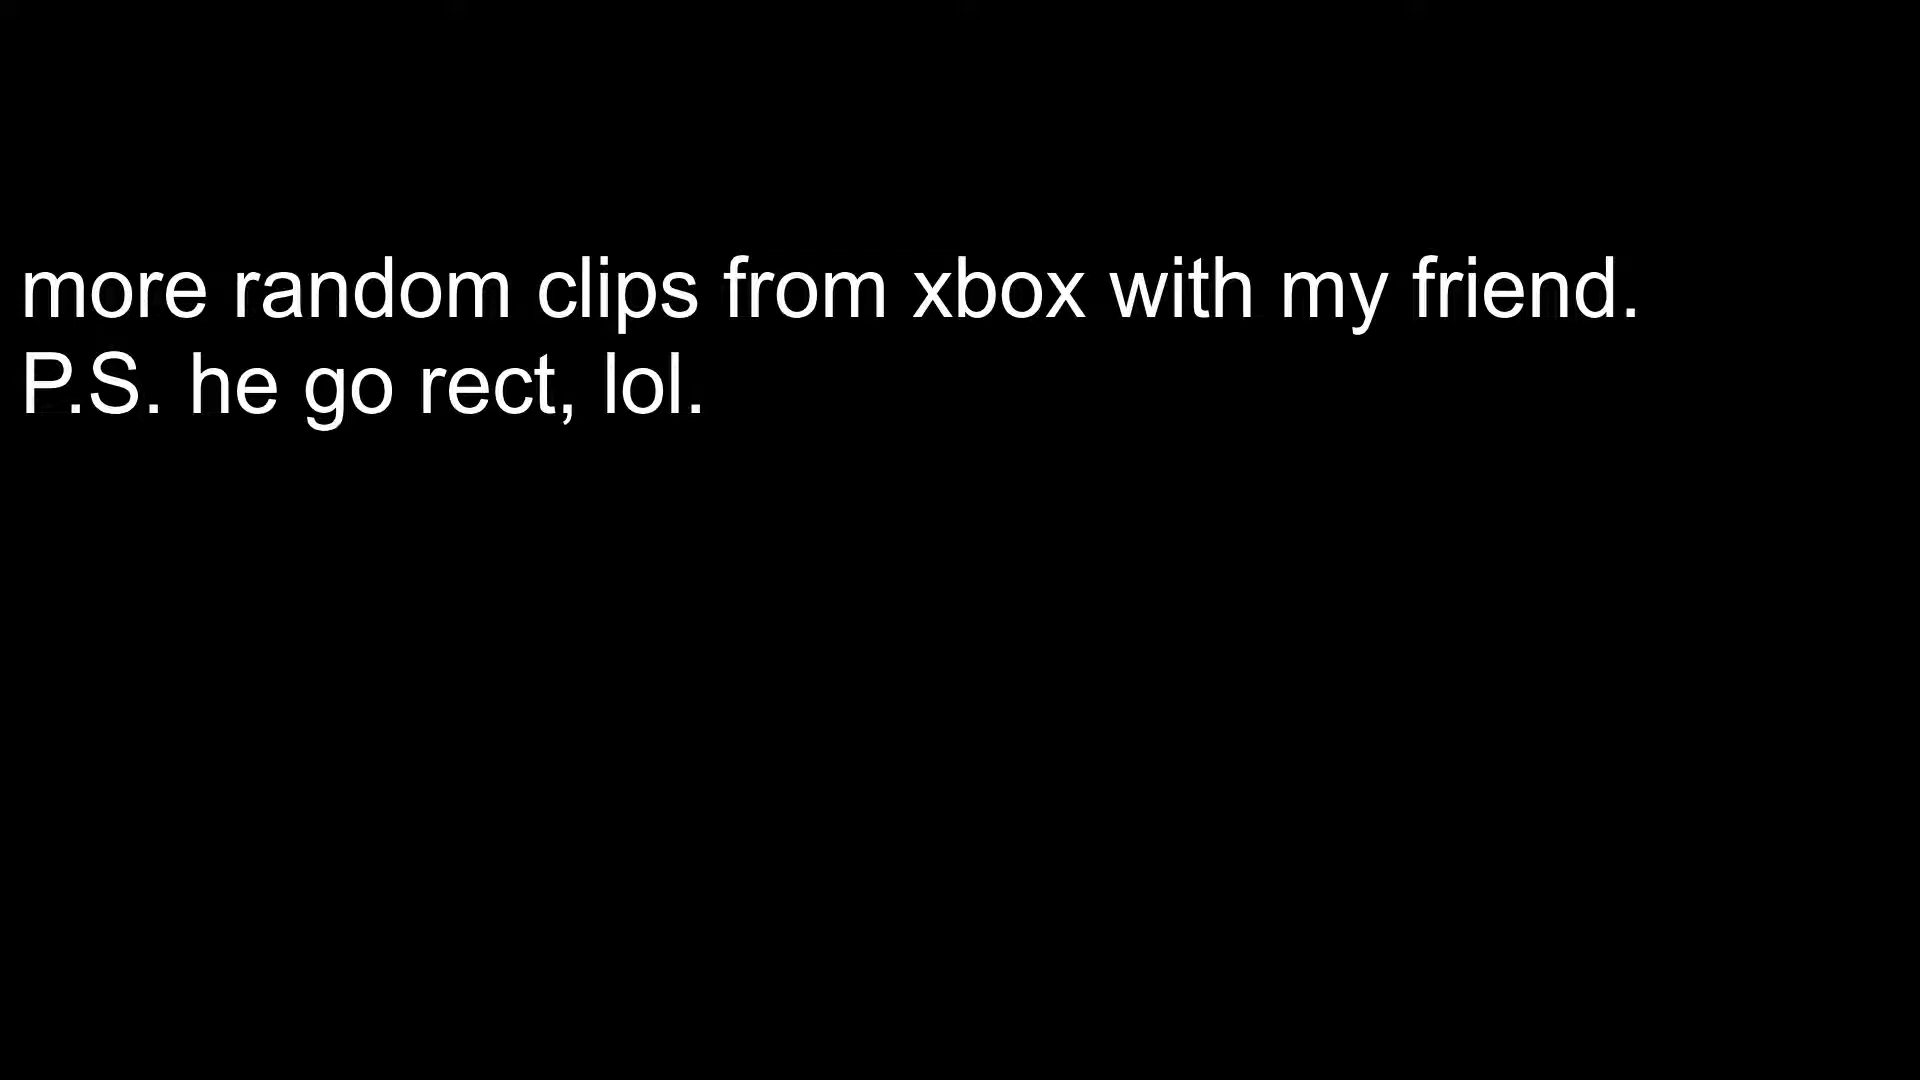 more random clips from xbox with my friend.
P.S. he go rect, lol.